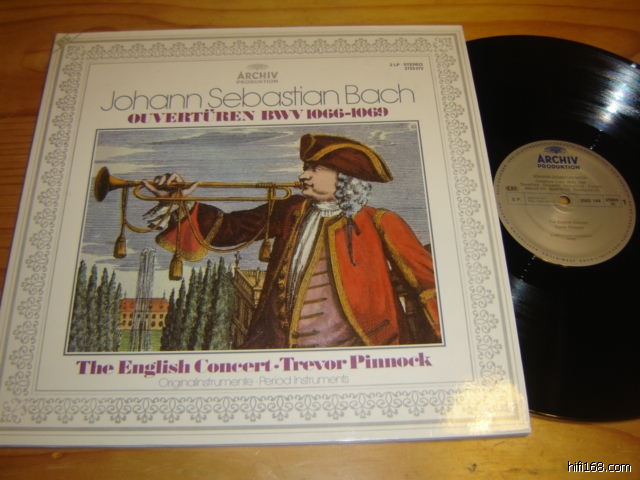 2 LP · STEREO
ARCHIV
PRODUKTION
Johann Sebastian Bach
OUVERTÜREN BWV 1066-1069
The English Concert · Trevor Pinnock
Originalinstrumente · Period Instruments
ARCHIV
PRODUKTION
hifi168.com